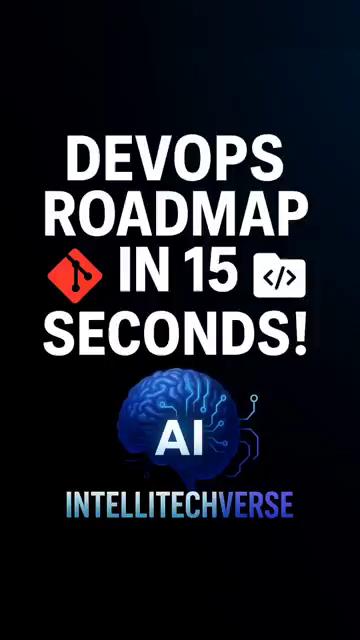 DEVOPS
ROADMAP
IN 15
</>
SECONDS!
AI
INTELLITECHVERSE